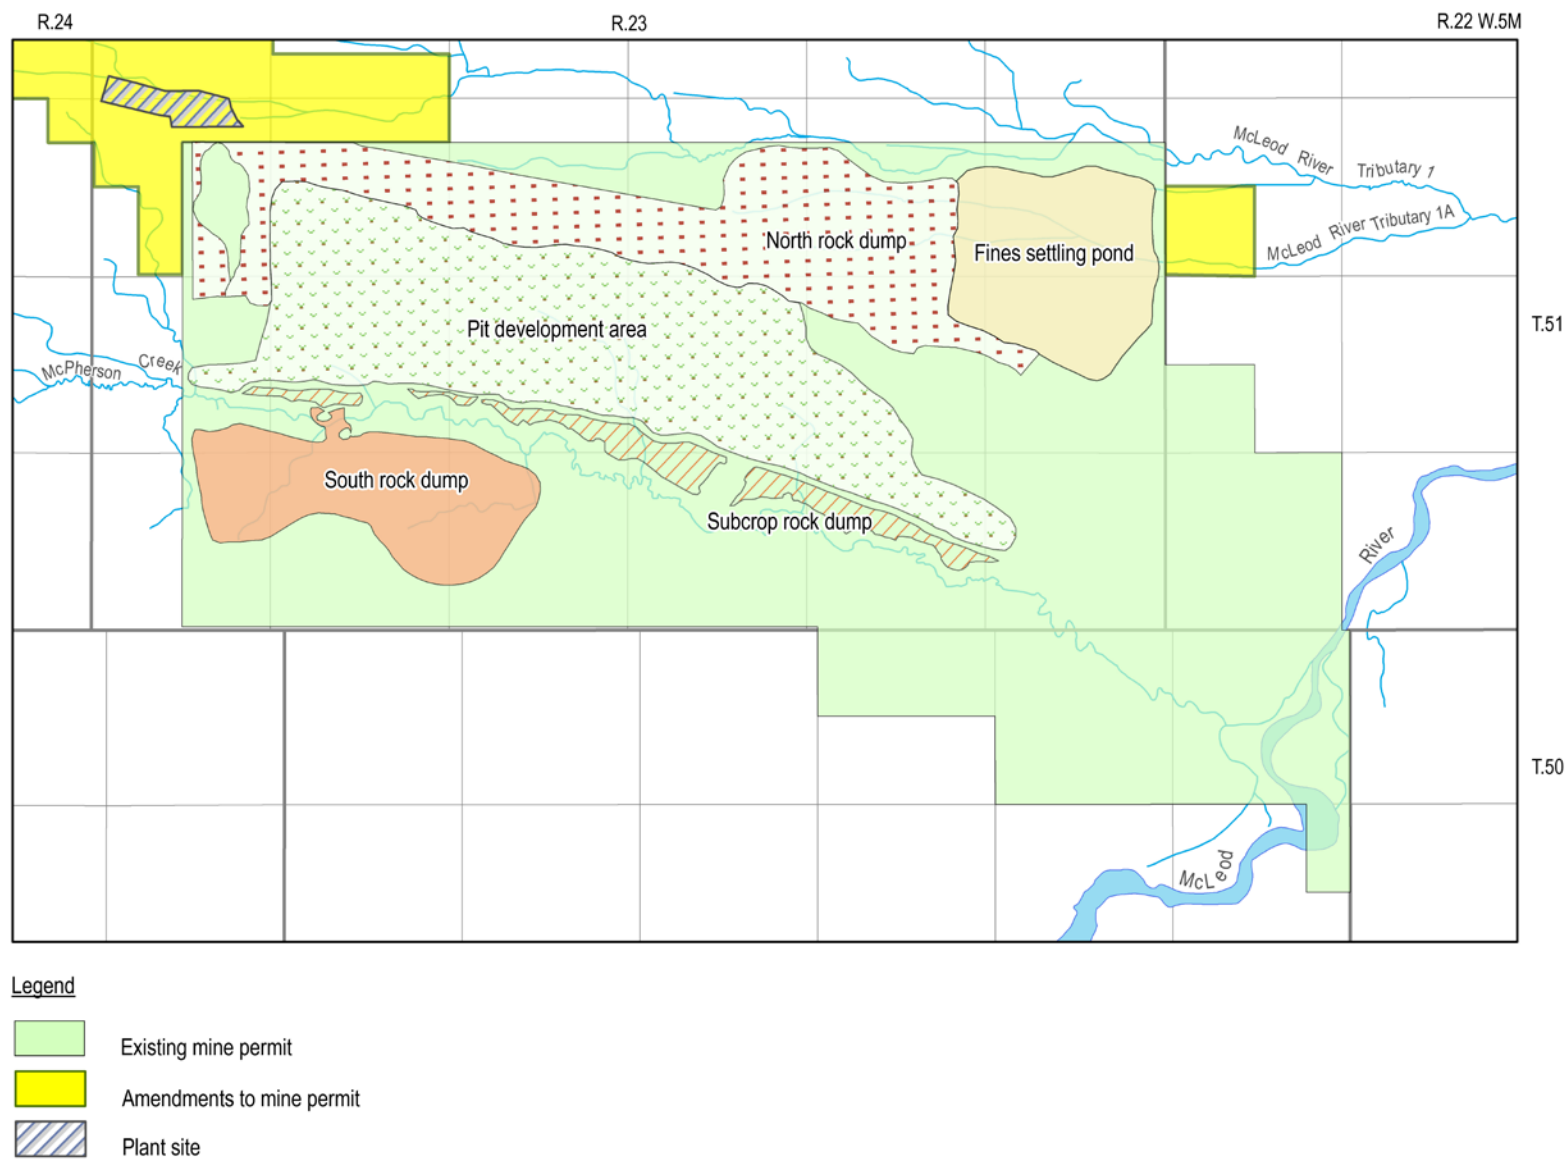 R.24
R.23
R.22 W.5M
McLeod River Tributary 1
McLeod River Tributary 1A
North rock dump
Fines settling pond
T.51
Pit development area
McPherson Creek
South rock dump
Subcrop rock dump
River
T.50
McLeod
Legend
Existing mine permit
Amendments to mine permit
Plant site